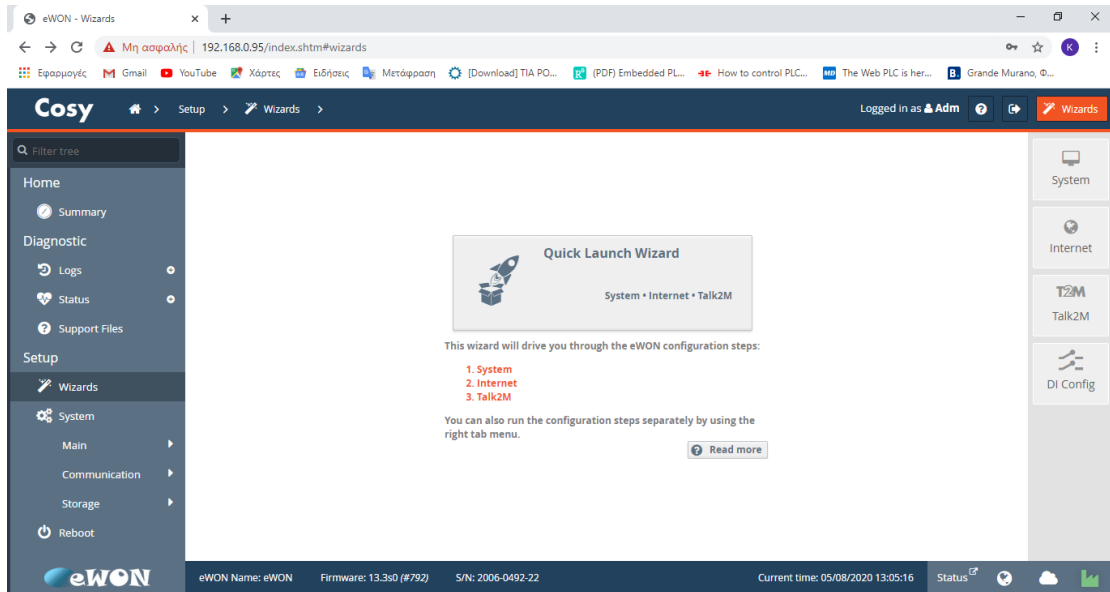 eWON - Wizards
Μη ασφαλής | 192.168.0.95/index.shtm#wizards
K
Εφαρμογές Gmail YouTube Χάρτες Ειδήσεις Μετάφραση [Download] TIA PO... (PDF) Embedded PL... How to control PLC... MD The Web PLC is her... B. Grande Murano, Φ...
Cosy > Setup > Wizards > Logged in as Adm Wizards
Filter tree
Home
Summary
Diagnostic
Logs
Status
Support Files
Setup
Wizards
System
Main
Communication
Storage
Reboot
eWON
Quick Launch Wizard
System • Internet • Talk2M
This wizard will drive you through the eWON configuration steps:
1. System
2. Internet
3. Talk2M
You can also run the configuration steps separately by using the
right tab menu.
Read more
System
Internet
T2M
Talk2M
DI Config
eWON Name: eWON Firmware: 13.3s0 (#792) S/N: 2006-0492-22 Current time: 05/08/2020 13:05:16 Status